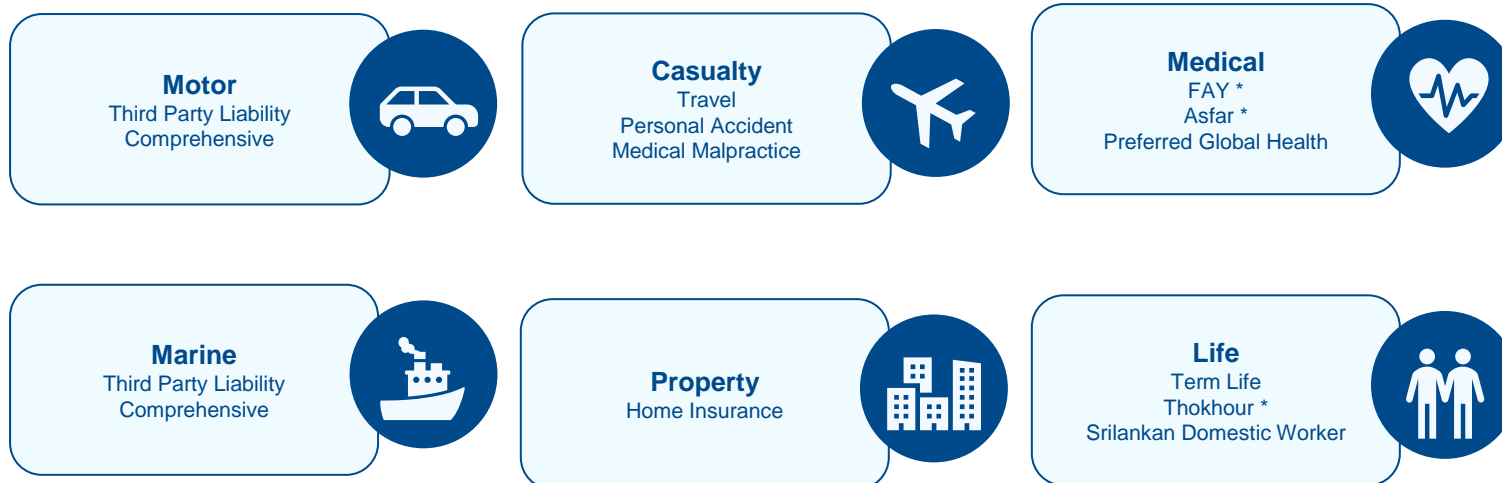 Motor
Third Party Liability
Comprehensive
Casualty
Travel
Personal Accident
Medical Malpractice
Medical
FAY *
Asfar *
Preferred Global Health
Marine
Third Party Liability
Comprehensive
Property
Home Insurance
Life
Term Life
Thokhour *
Srilankan Domestic Worker